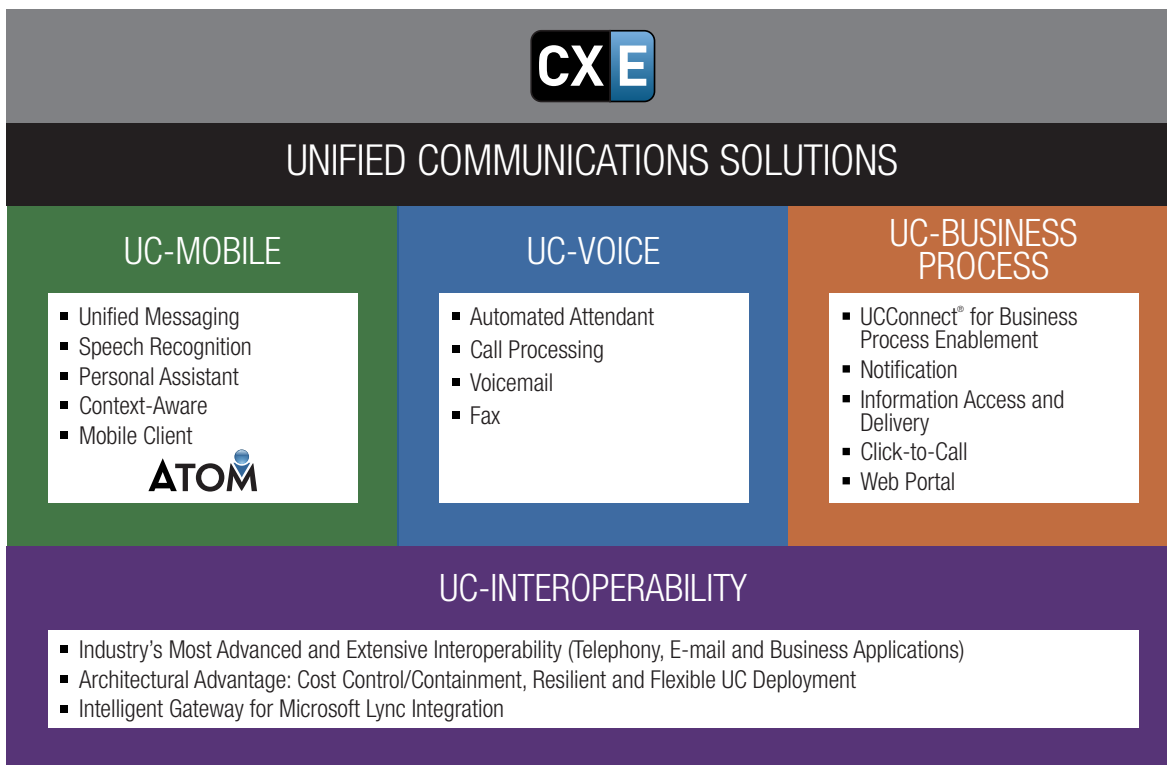 CXE
UNIFIED COMMUNICATIONS SOLUTIONS
UC-MOBILE
▪ Unified Messaging
▪ Speech Recognition
▪ Personal Assistant
▪ Context-Aware
▪ Mobile Client
ATOM
UC-VOICE
▪ Automated Attendant
▪ Call Processing
▪ Voicemail
▪ Fax
UC-BUSINESS
PROCESS
▪ UCConnect® for Business
Process Enablement
▪ Notification
▪ Information Access and
Delivery
▪ Click-to-Call
▪ Web Portal
UC-INTEROPERABILITY
▪ Industry's Most Advanced and Extensive Interoperability (Telephony, E-mail and Business Applications)
▪ Architectural Advantage: Cost Control/Containment, Resilient and Flexible UC Deployment
▪ Intelligent Gateway for Microsoft Lync Integration